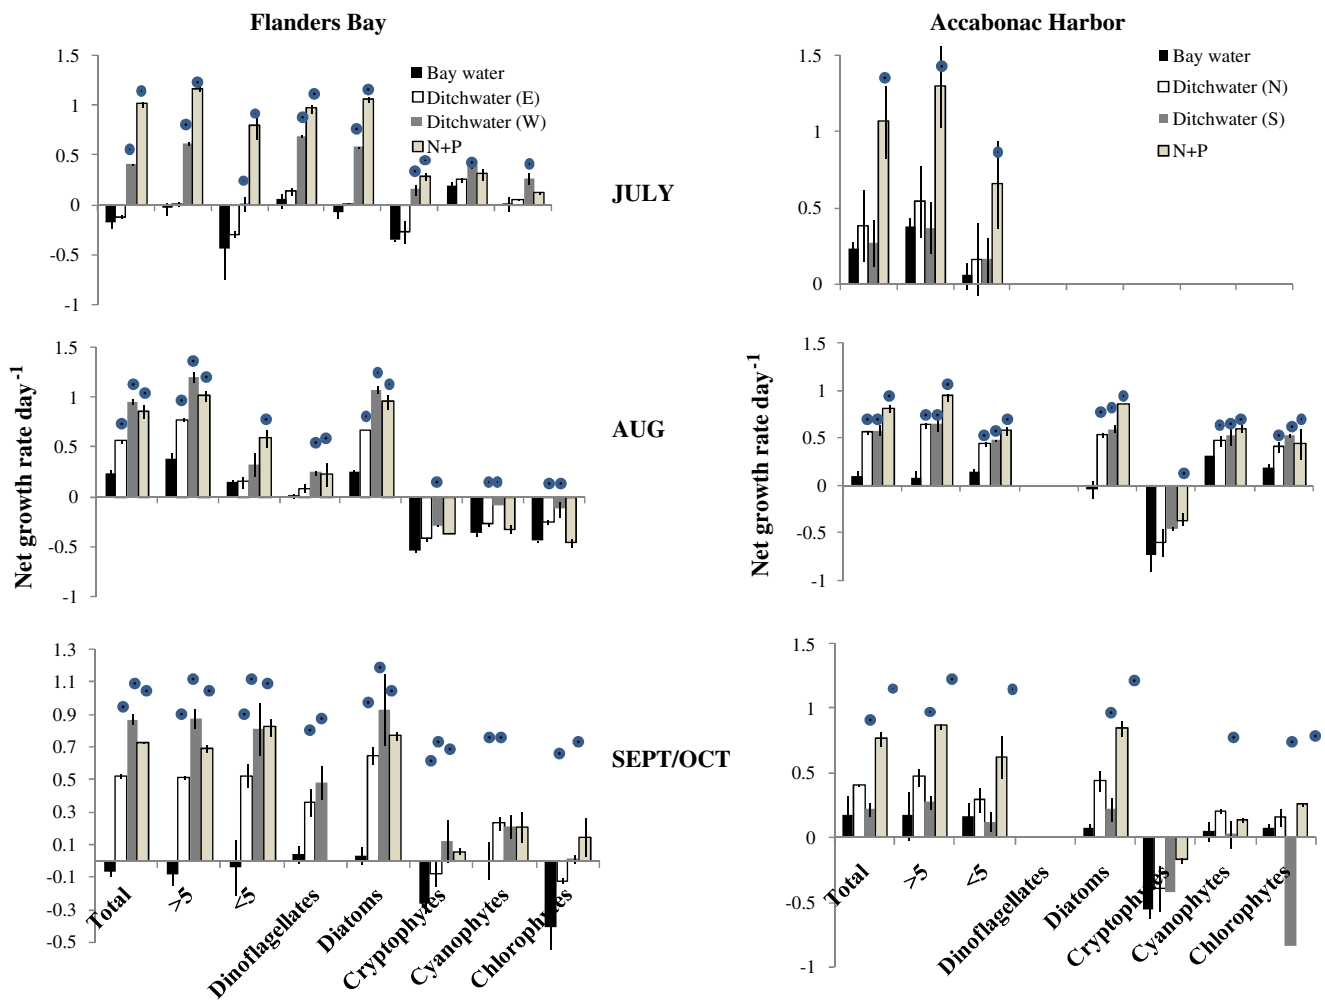 Flanders Bay
Accabonac Harbor
1.5
1
0.5
0
-0.5
-1
Bay water
Ditchwater (E)
Ditchwater (W)
N+P
JULY
1.5
1
0.5
0
Bay water
Ditchwater (N)
Ditchwater (S)
N+P
Net growth rate day-1
1.5
1
0.5
0
-0.5
-1
AUG
Net growth rate day-1
1.5
1
0.5
0
-0.5
-1
1.3
1.1
0.9
0.7
0.5
0.3
0.1
-0.1
-0.3
-0.5
Total
>5
<5
Dinoflagellates
Diatoms
Cryptophytes
Cyanophytes
Chlorophytes
SEPT/OCT
1.5
1
0.5
0
-0.5
-1
Total
>5
<5
Dinoflagellates
Diatoms
Cryptophytes
Cyanophytes
Chlorophytes